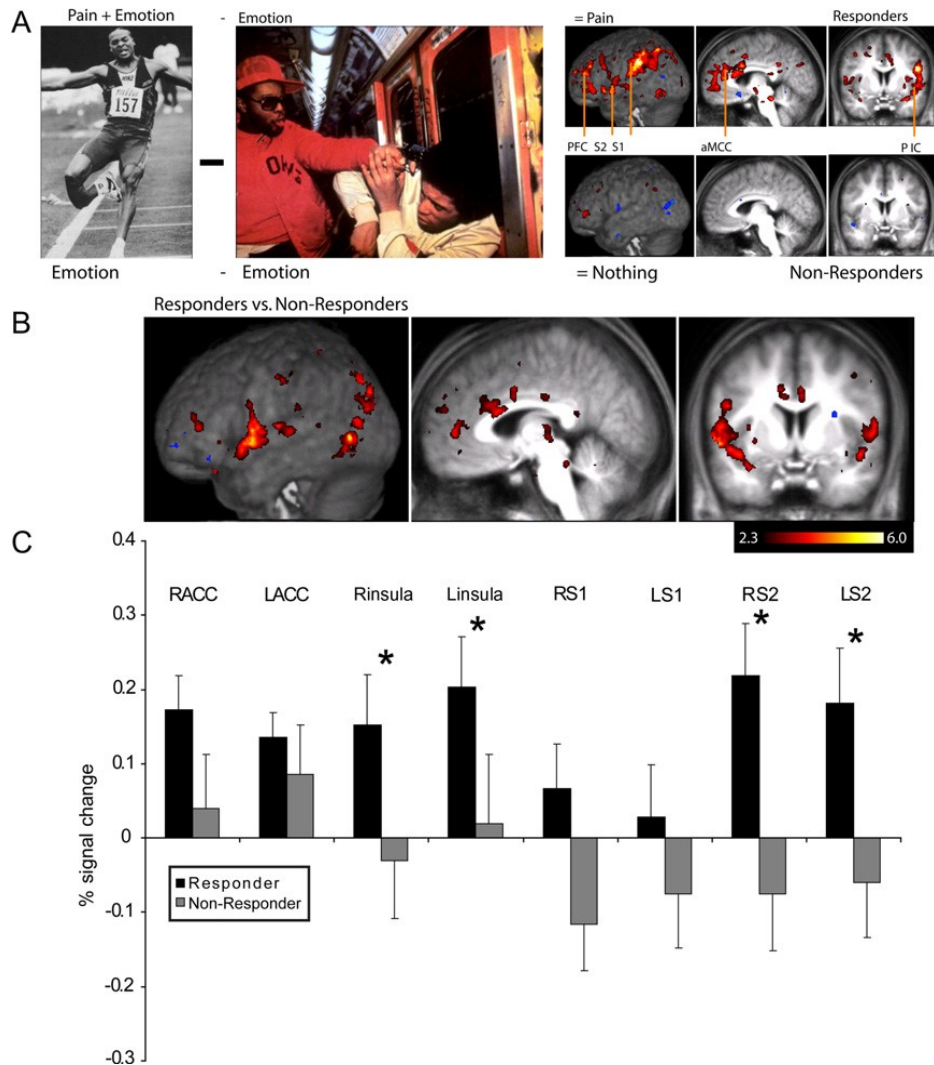 A
Pain + Emotion - Emotion = Pain Responders
157
PFC S2 S1 aMCC P IC
Emotion - Emotion = Nothing Non-Responders
Responders vs. Non-Responders
B
2.3 6.0
C
0.4
RACC LACC Rinsula Linsula RS1 LS1 RS2 LS2
0.3
* * * *
0.2
0.1
0
% signal change
Responder
Non-Responder
-0.1
-0.2
-0.3